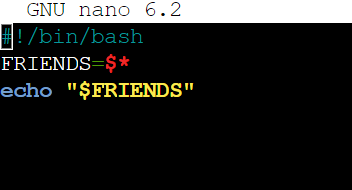 GNU nano 6.2
#!/bin/bash
FRIENDS=$*
echo "$FRIENDS"